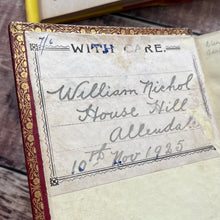 7/6
WITH CARE.
William Nichol
House Hill
Allendale
10th Nov 1925